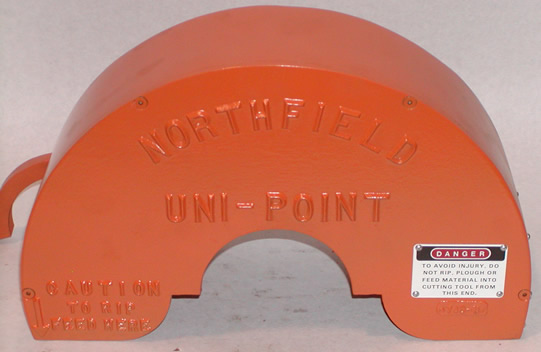 NORTHFIELD
UNI-POINT
CAUTION
TO RIP
FEED HERE
DANGER
TO AVOID INJURY, DO
NOT RIP, PLOUGH OR
FEED MATERIAL INTO
CUTTING TOOL FROM
THIS END.